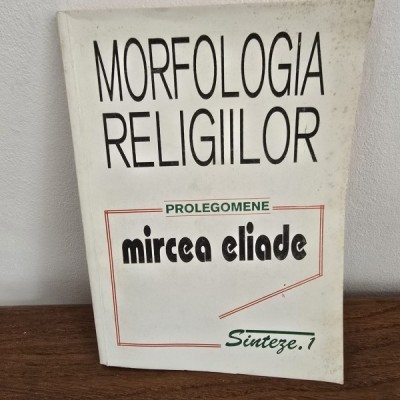 MORFOLOGIA
RELIGIILOR
PROLEGOMENE
mircea eliade
Sinteze.1